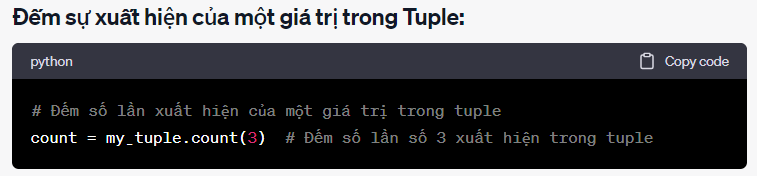 Đếm sự xuất hiện của một giá trị trong Tuple:
python Copy code
# Đếm số lần xuất hiện của một giá trị trong tuple
count = my_tuple.count(3)  # Đếm số lần số 3 xuất hiện trong tuple